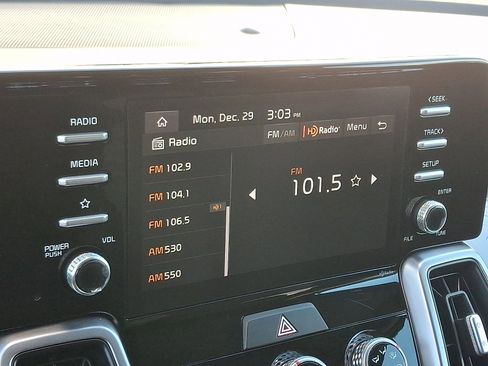 Mon, Dec. 29 3:03 PM
Radio FM/AM HD Radio Menu
FM 102.9
FM 104.1
FM 106.5 HD1
AM 530
AM 550
FM
101.5
RADIO
MEDIA
POWER PUSH VOL
<SEEK
TRACK>
SETUP
ENTER
FILE TUNE